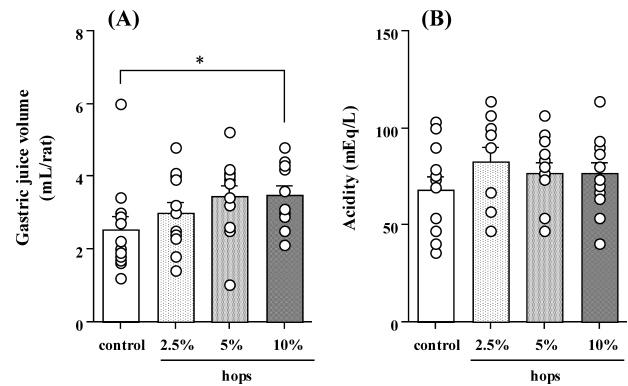 (A)
(B)
8
6
4
2
0
Gastric juice volume
(mL/rat)
*
control 2.5% 5% 10%
hops
150
100
50
0
Acidity (mEq/L)
control 2.5% 5% 10%
hops